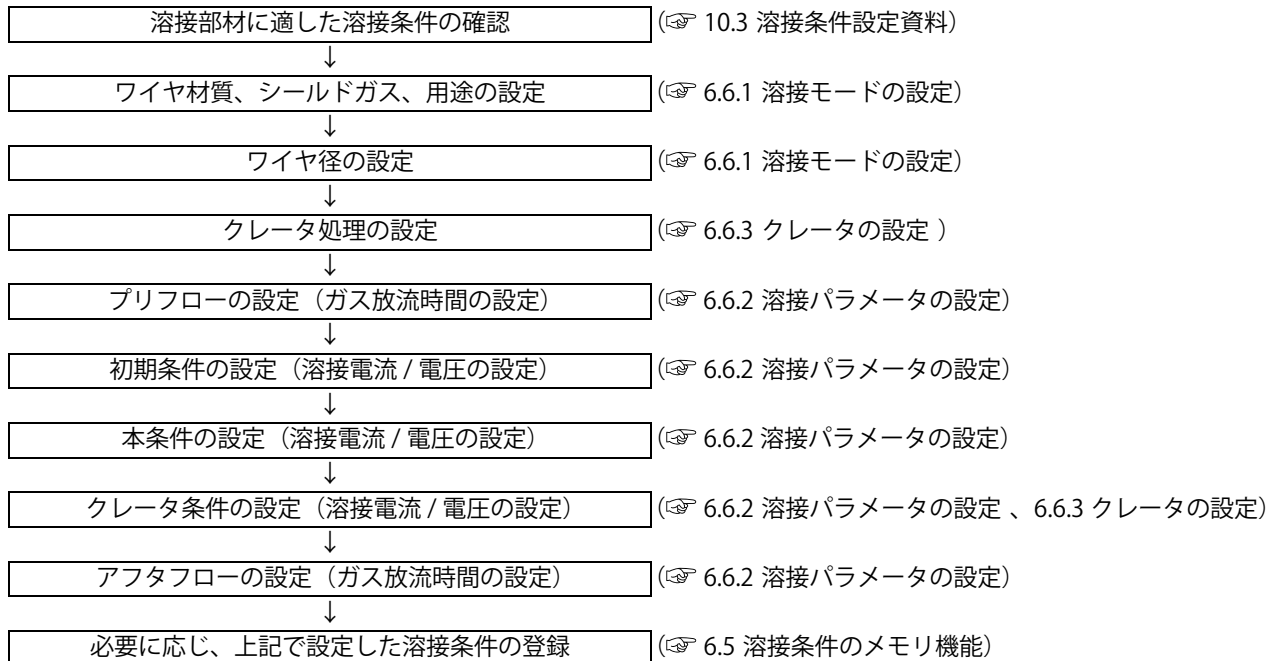 溶接部材に適した溶接条件の確認 (☞ 10.3 溶接条件設定資料)
↓
ワイヤ材質、シールドガス、用途の設定 (☞ 6.6.1 溶接モードの設定)
↓
ワイヤ径の設定 (☞ 6.6.1 溶接モードの設定)
↓
クレータ処理の設定 (☞ 6.6.3 クレータの設定 )
↓
プリフローの設定(ガス放流時間の設定) (☞ 6.6.2 溶接パラメータの設定)
↓
初期条件の設定(溶接電流 / 電圧の設定) (☞ 6.6.2 溶接パラメータの設定)
↓
本条件の設定(溶接電流 / 電圧の設定) (☞ 6.6.2 溶接パラメータの設定)
↓
クレータ条件の設定(溶接電流 / 電圧の設定) (☞ 6.6.2 溶接パラメータの設定 、6.6.3 クレータの設定)
↓
アフタフローの設定(ガス放流時間の設定) (☞ 6.6.2 溶接パラメータの設定)
↓
必要に応じ、上記で設定した溶接条件の登録 (☞ 6.5 溶接条件のメモリ機能)